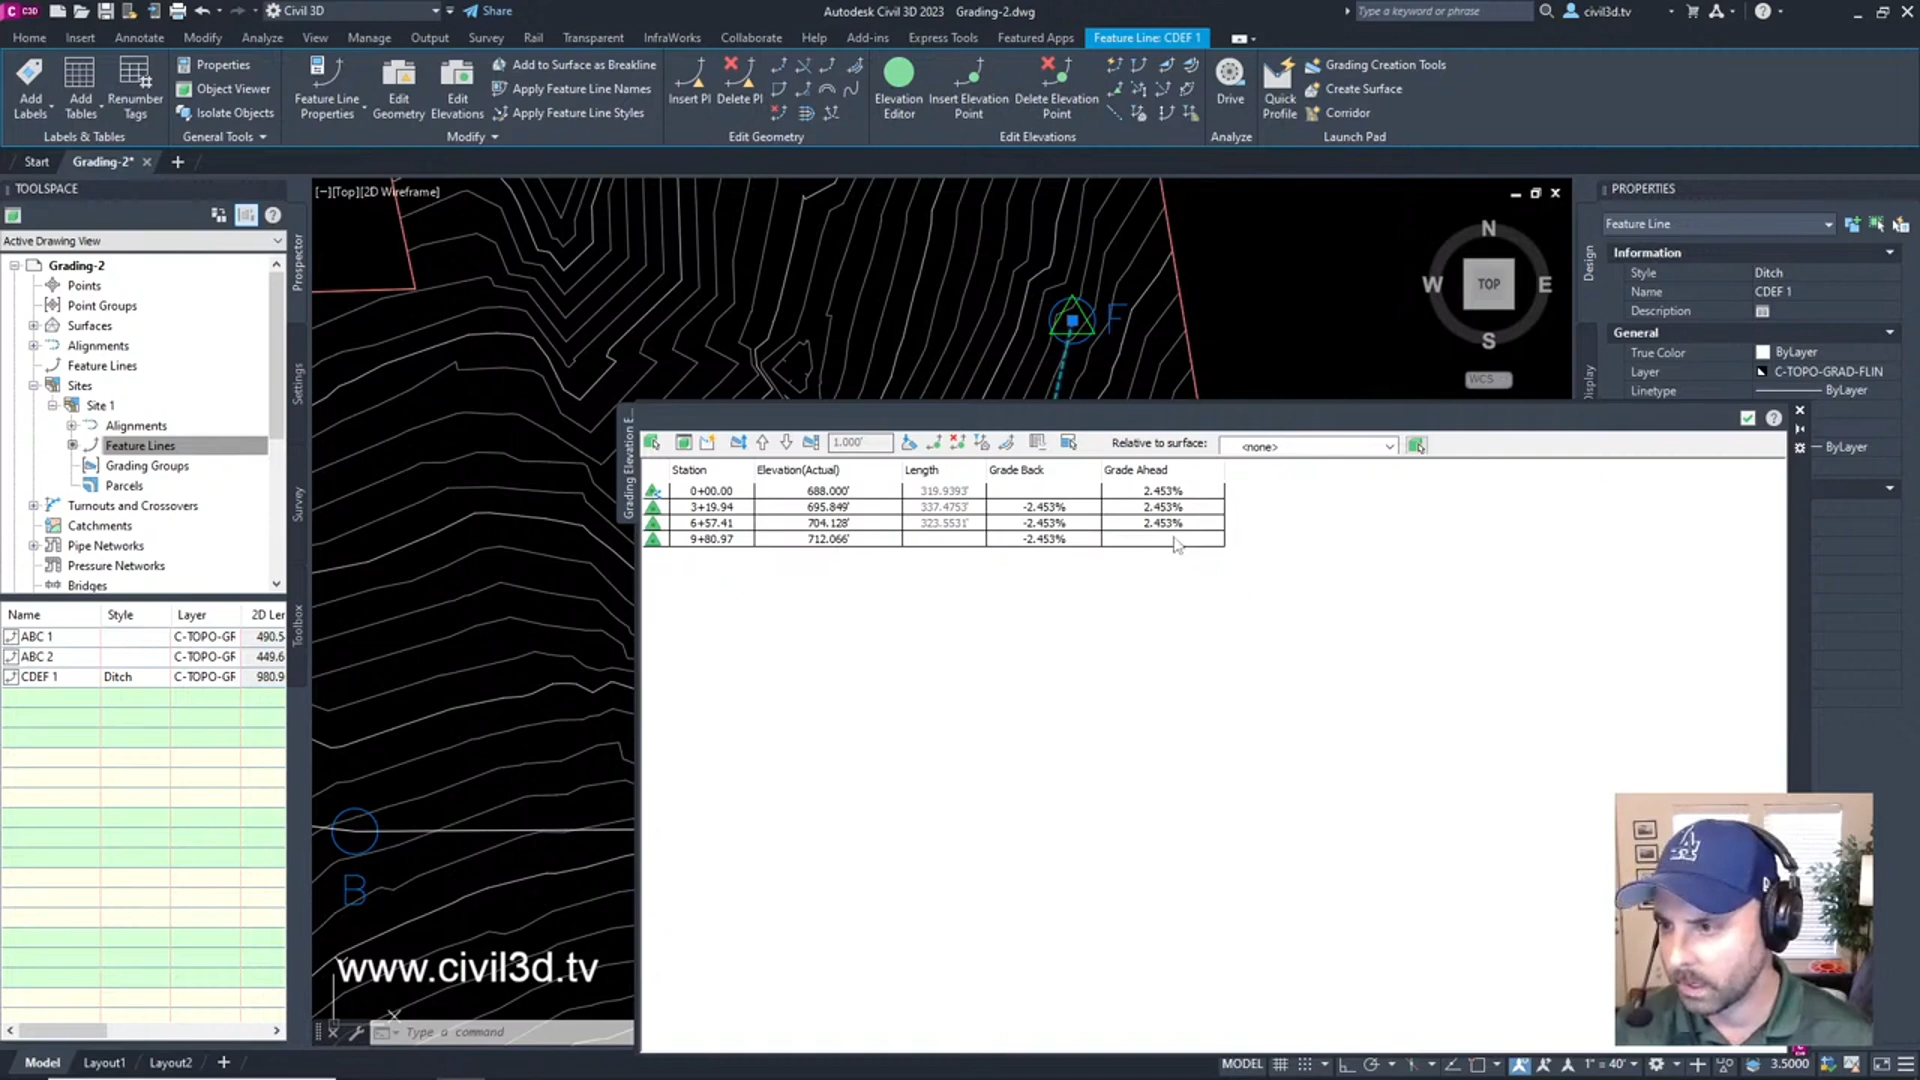 C3D Civil 3D Share Autodesk Civil 3D 2023 Grading-2.dwg Type a keyword or phrase civil3d.tv
Home Insert Annotate Modify Analyze View Manage Output Survey Rail Transparent InfraWorks Collaborate Help Add-ins Express Tools Featured Apps Feature Line: CDEF 1
Add Labels
Add Tables
Renumber Tags
Properties
Object Viewer
Isolate Objects
Feature Line Properties
Edit Geometry
Edit Elevations
Add to Surface as Breakline
Apply Feature Line Names
Apply Feature Line Styles
Insert PI
Delete PI
Elevation Editor
Insert Elevation Point
Delete Elevation Point
Drive
Quick Profile
Grading Creation Tools
Create Surface
Corridor
Labels & Tables General Tools Modify Edit Geometry Edit Elevations Analyze Launch Pad
Start Grading-2*
TOOLSPACE
Active Drawing View
Grading-2
Points
Point Groups
Surfaces
Alignments
Feature Lines
Sites
Site 1
Alignments
Feature Lines
Grading Groups
Parcels
Turnouts and Crossovers
Catchments
Pipe Networks
Pressure Networks
Bridges
Prospector
Settings
Survey
Toolbox
Name Style Layer 2D Ler
ABC 1 C-TOPO-GR 490.5
ABC 2 C-TOPO-GR 449.6
CDEF 1 Ditch C-TOPO-GR 980.9
[−][Top][2D Wireframe]
N
W TOP E
S
WCS
F
B
www.civil3d.tv
Grading Elevation E...
1.000'
Relative to surface: <none>
Station Elevation(Actual) Length Grade Back Grade Ahead
0+00.00 688.000' 319.9393' 2.453%
3+19.94 695.849' 337.4753' -2.453% 2.453%
6+57.41 704.128' 323.5531' -2.453% 2.453%
9+80.97 712.066' -2.453%
PROPERTIES
Feature Line
Design
Display
Information
Style Ditch
Name CDEF 1
Description
General
True Color ByLayer
Layer C-TOPO-GRAD-FLIN
Linetype ByLayer
ByLayer
Type a command
Model Layout1 Layout2
MODEL 1" = 40' 3.5000